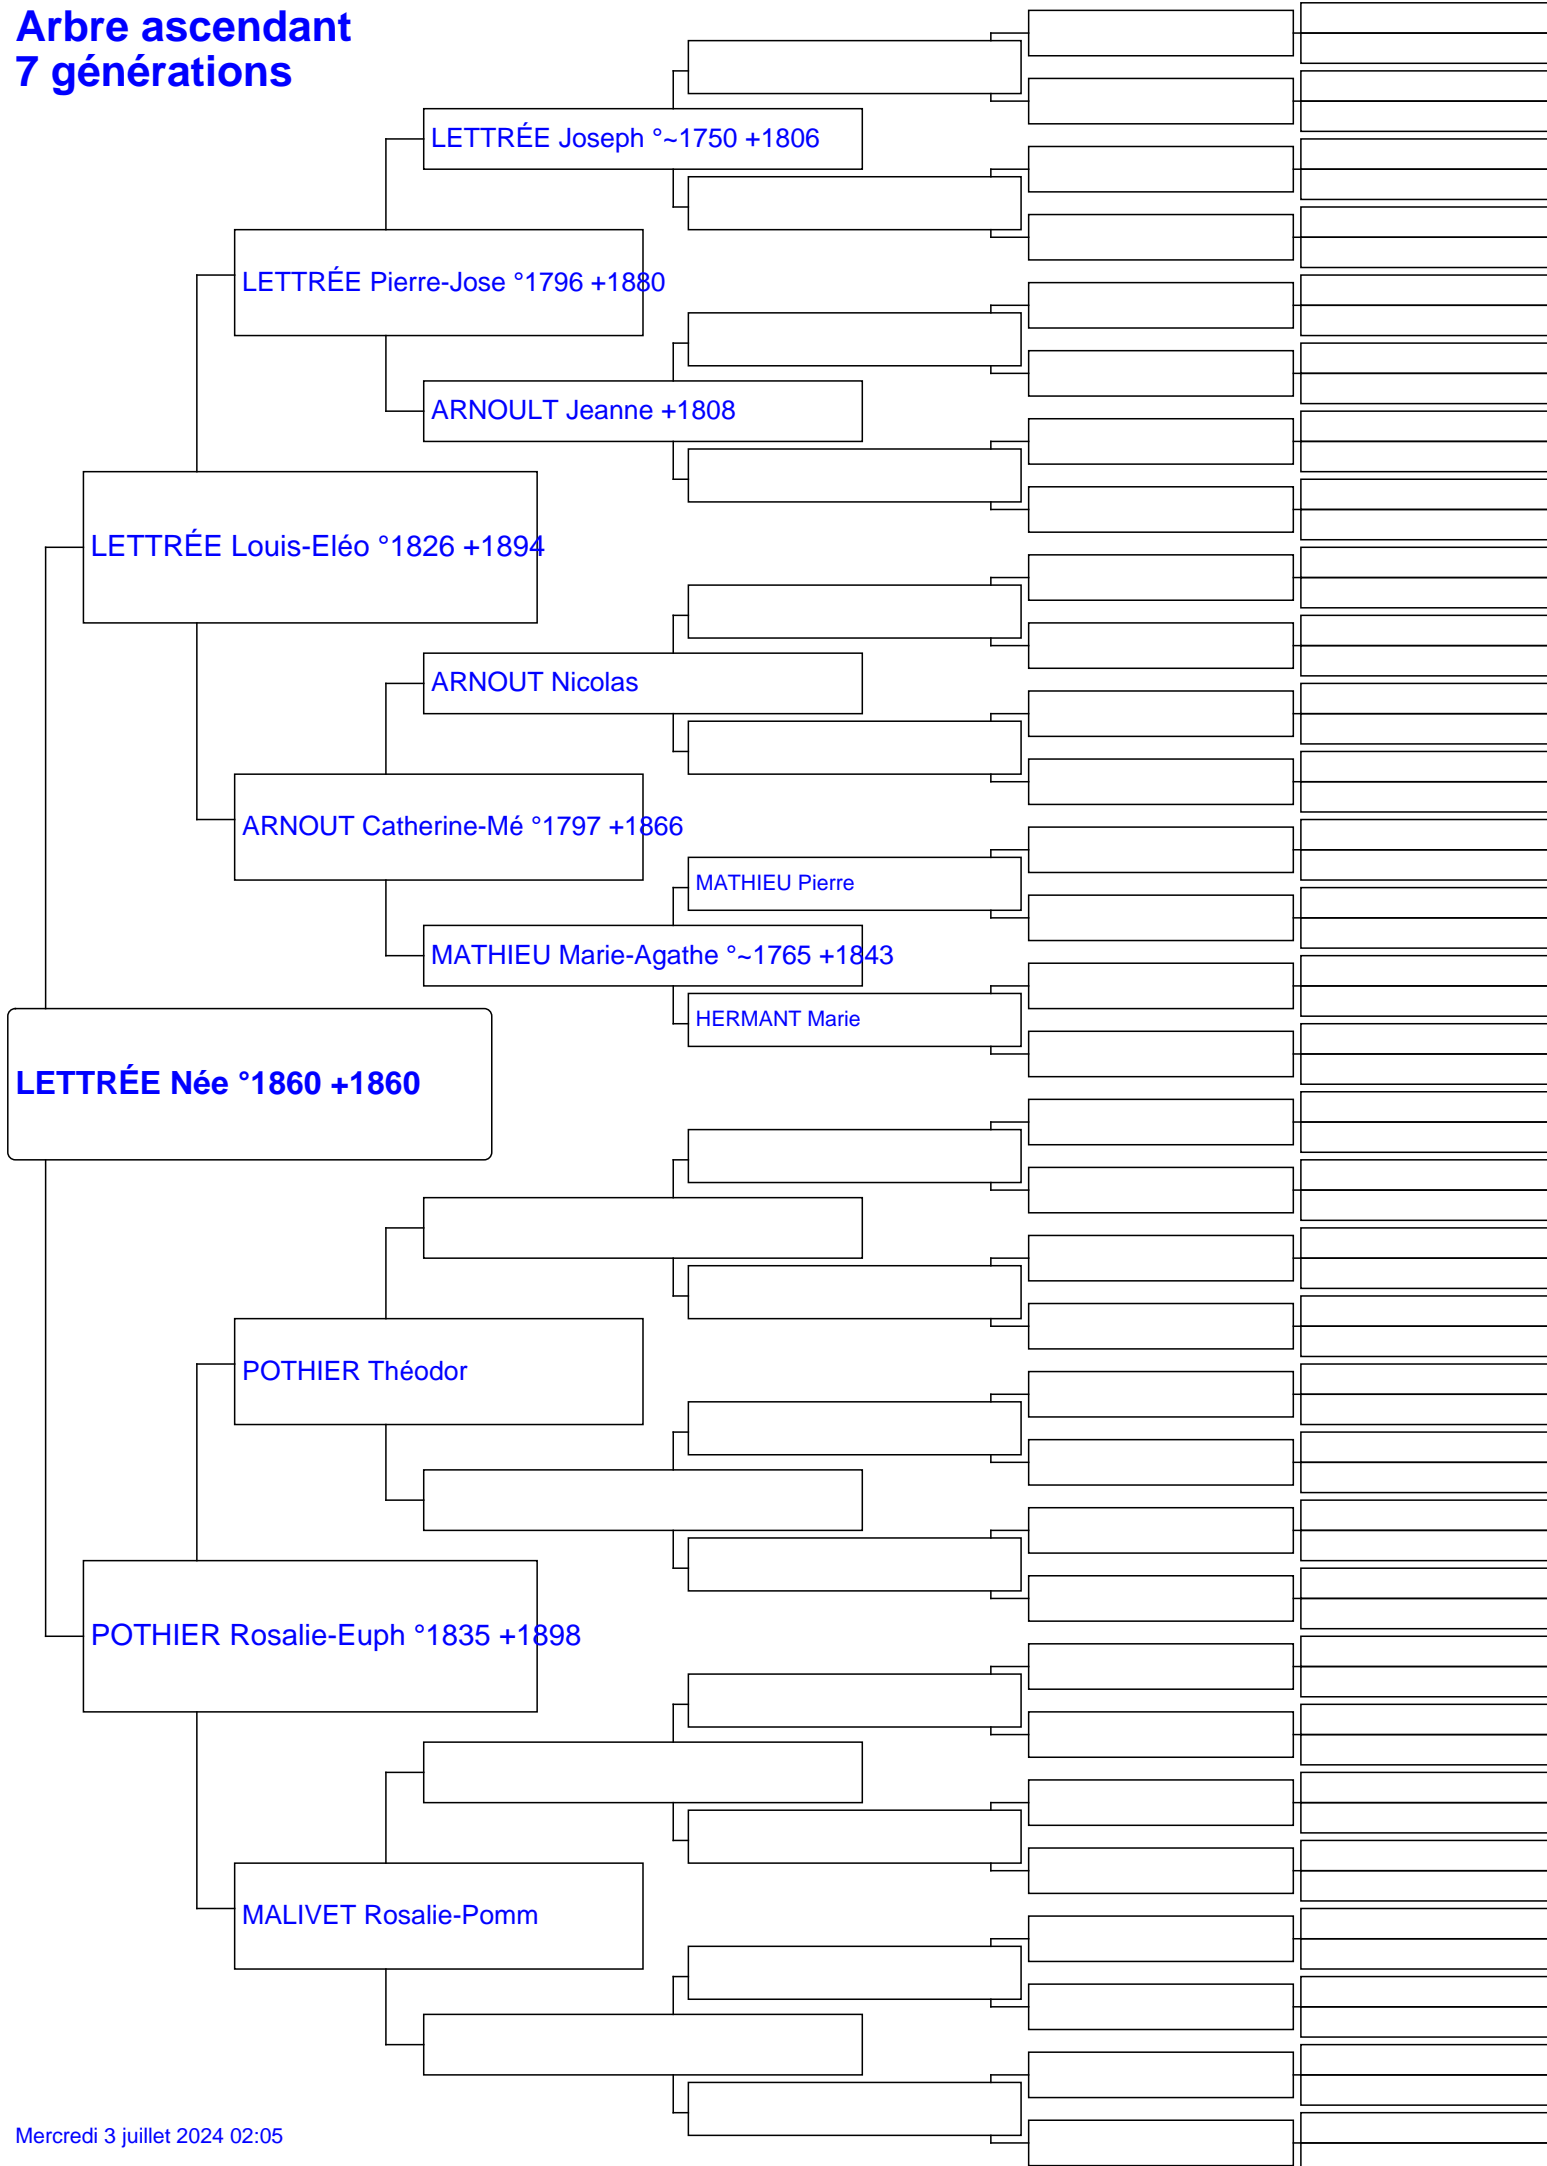 Arbre ascendant
7 générations
LETTRÉE Joseph °~1750 +1806
LETTRÉE Pierre-Jose °1796 +1880
ARNOULT Jeanne +1808
LETTRÉE Louis-Eléo °1826 +1894
ARNOUT Nicolas
ARNOUT Catherine-Mé °1797 +1866
MATHIEU Pierre
MATHIEU Marie-Agathe °~1765 +1843
HERMANT Marie
LETTRÉE Née °1860 +1860
POTHIER Théodor
POTHIER Rosalie-Euph °1835 +1898
MALIVET Rosalie-Pomm
Mercredi 3 juillet 2024 02:05